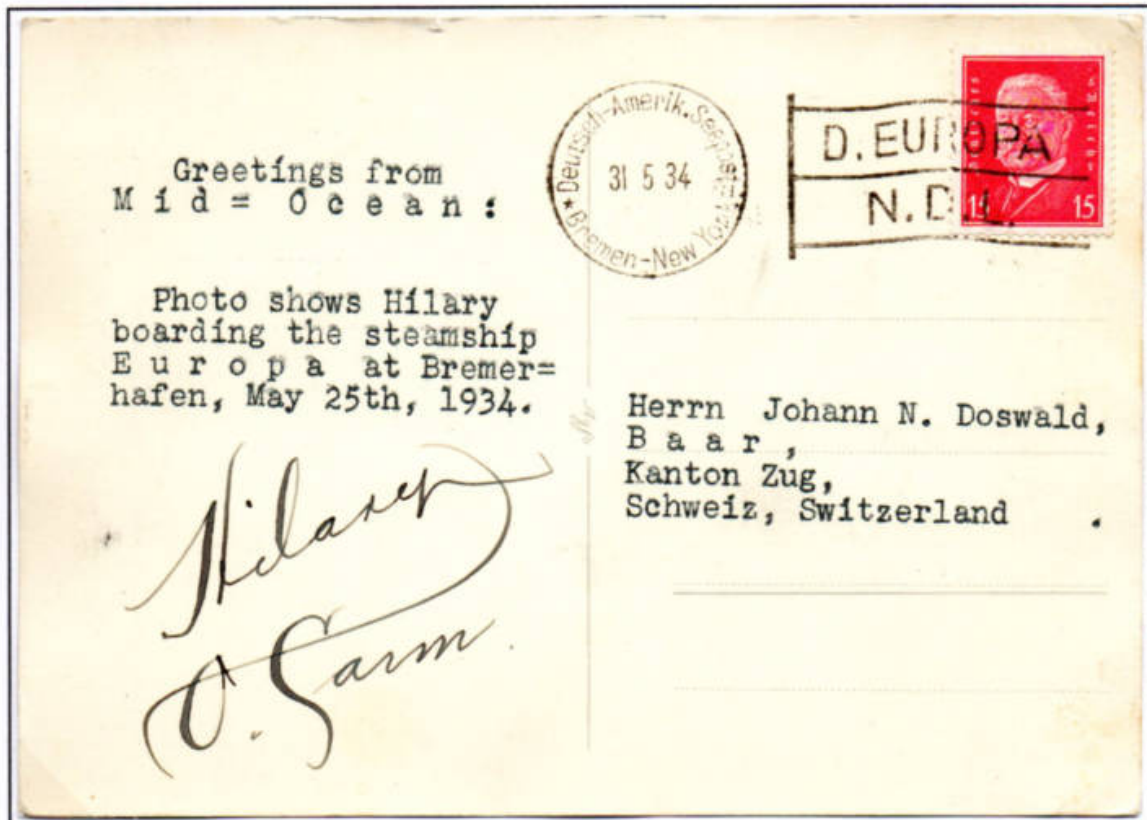 Greetings from
M i d = O c e a n :
Photo shows Hilary
boarding the steamship
E u r o p a at Bremer=
hafen, May 25th, 1934.
Hilary
Deutsch-Amerik. Seepost
31 5 34
Bremen-New York
D. EUROPA
N.D.L.
15 15
Herrn Johann N. Doswald,
B a a r ,
Kanton Zug,
Schweiz, Switzerland .